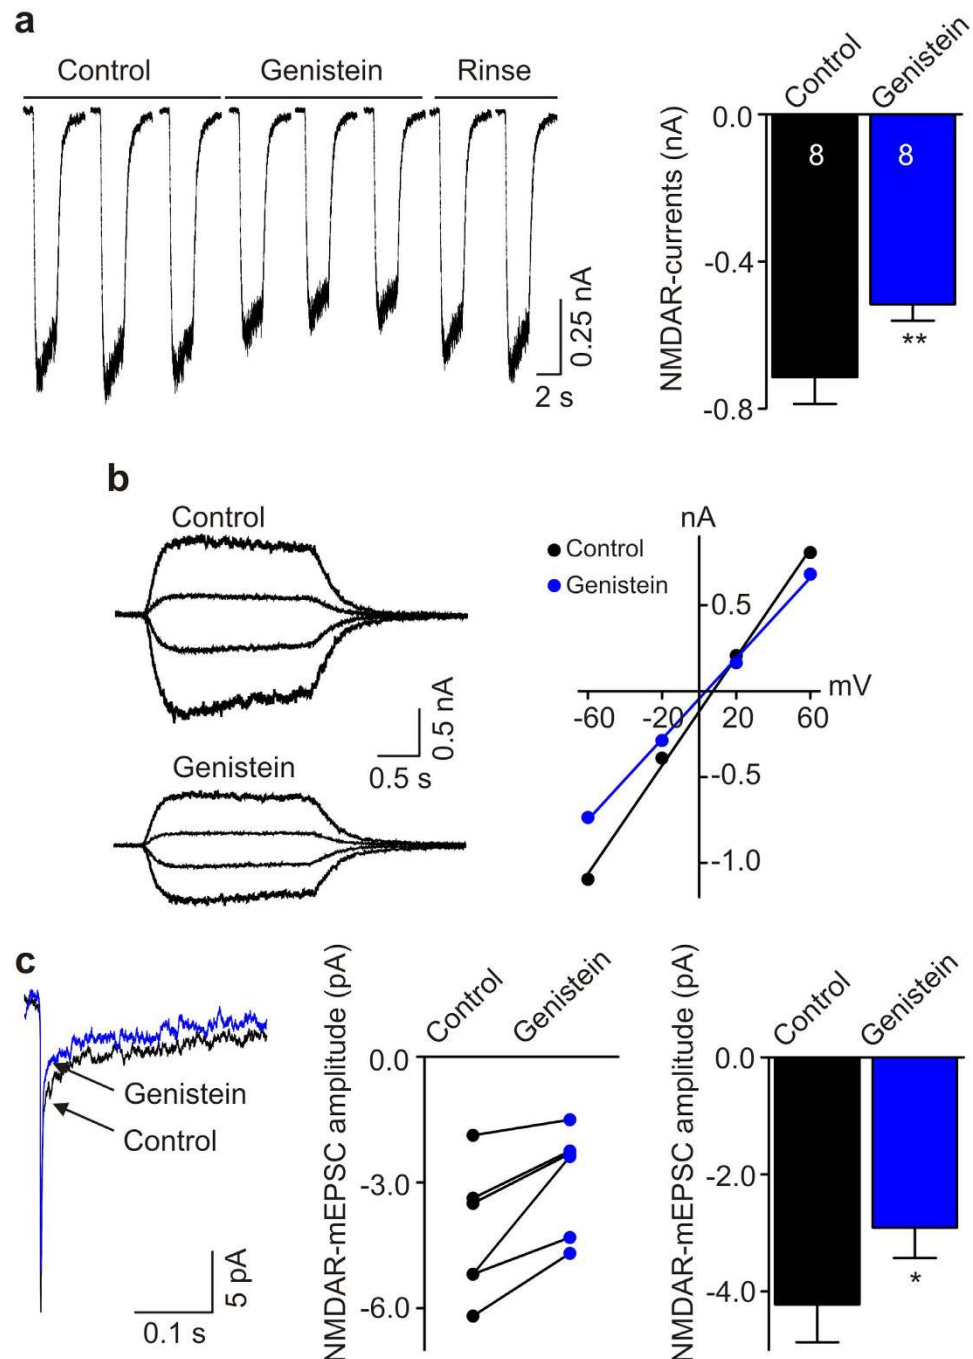 a
Control Genistein Rinse
0.25 nA
2 s
Control
Genistein
NMDAR-currents (nA)
0.0
-0.4
-0.8
8
8
**
b
Control
0.5 nA
0.5 s
Genistein
nA
Control
Genistein
0.5
mV
-60 -20 20 60
-0.5
-1.0
c
Genistein
Control
5 pA
0.1 s
NMDAR-mEPSC amplitude (pA)
Control
Genistein
0.0
-3.0
-6.0
NMDAR-mEPSC amplitude (pA)
Control
Genistein
0.0
-2.0
-4.0
*